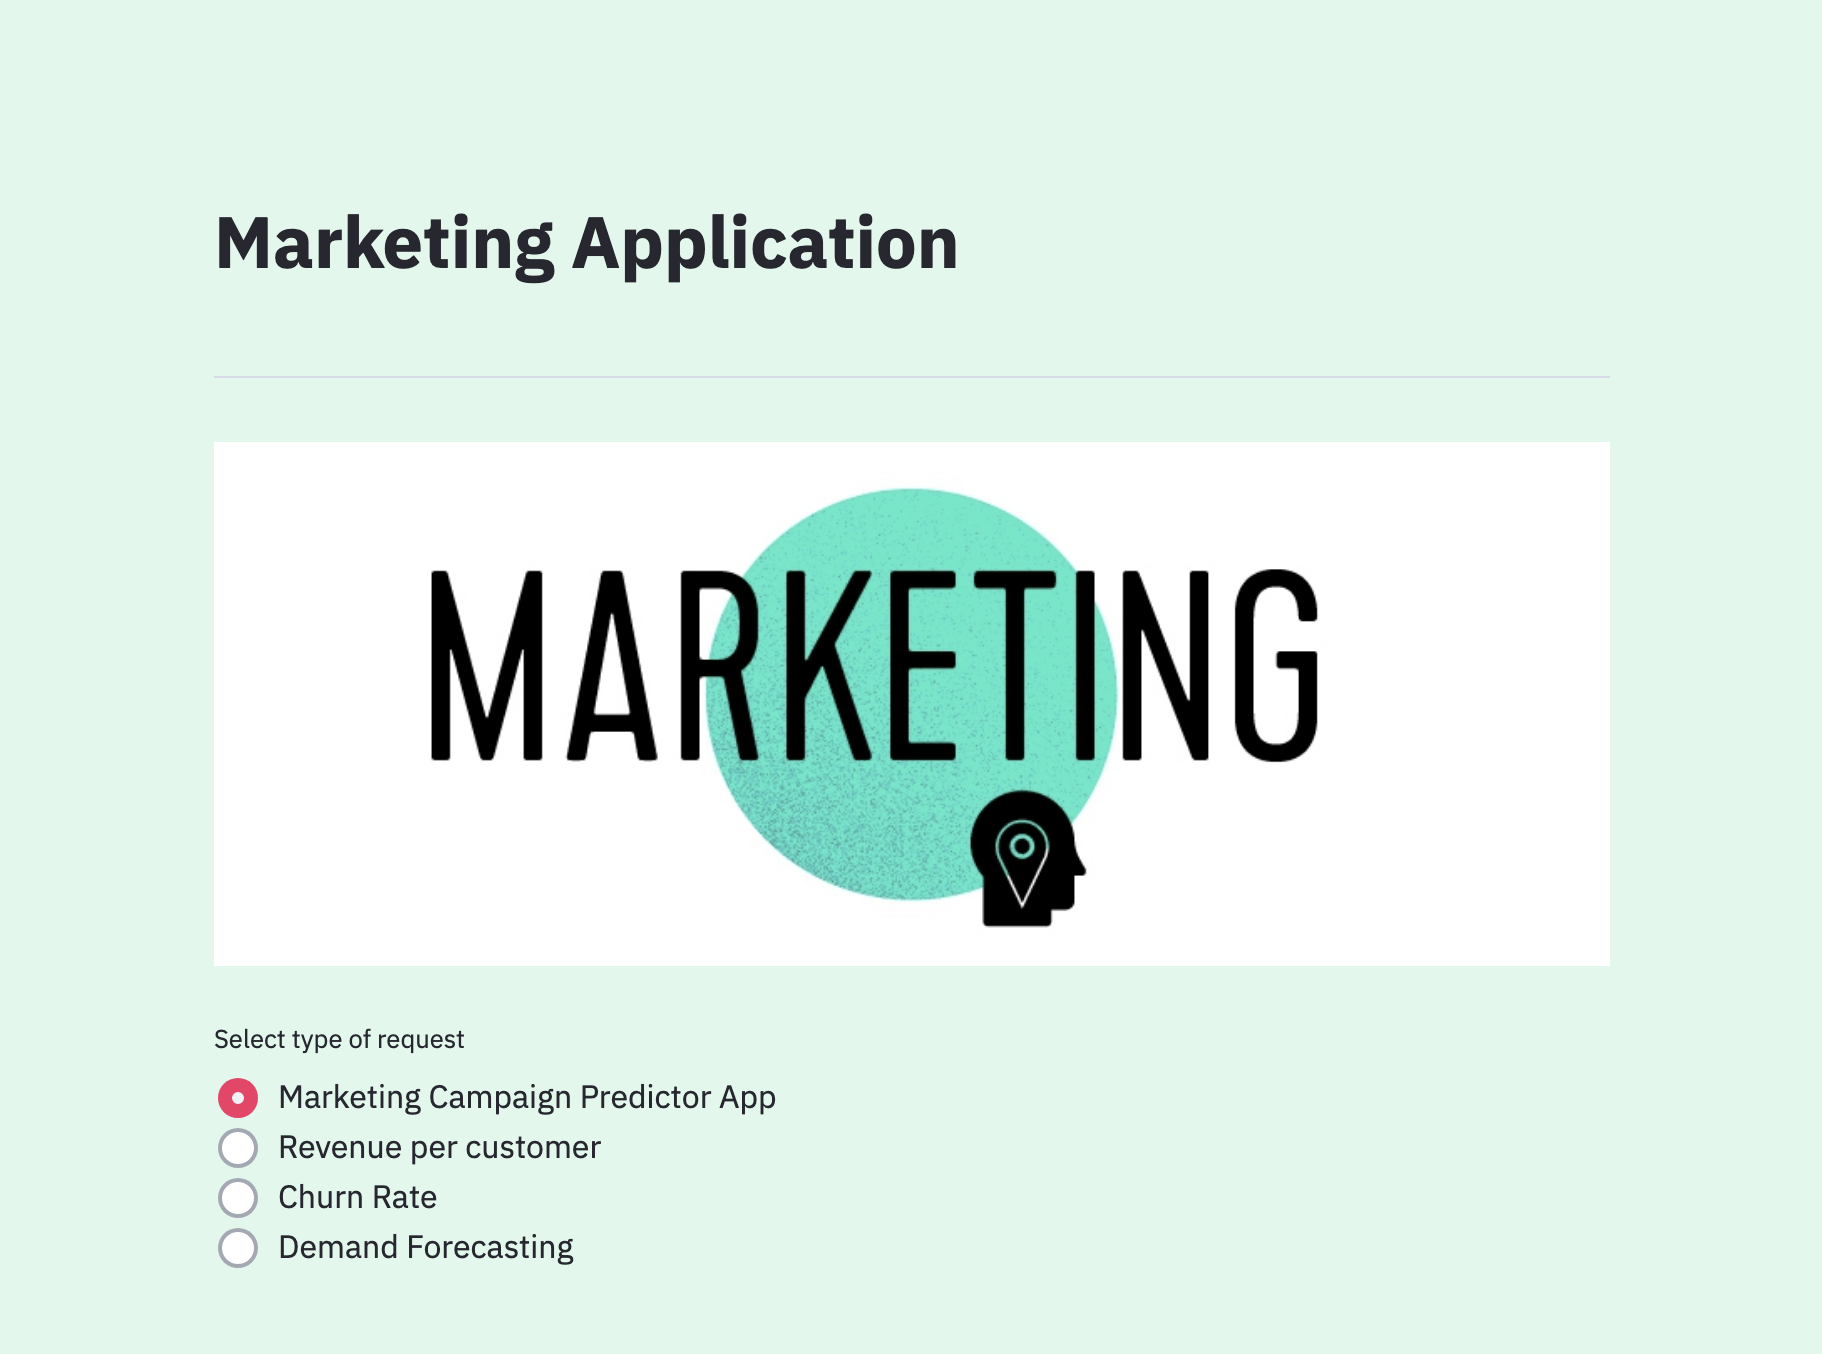 Marketing Application
MARKETING
Select type of request
Marketing Campaign Predictor App
Revenue per customer
Churn Rate
Demand Forecasting